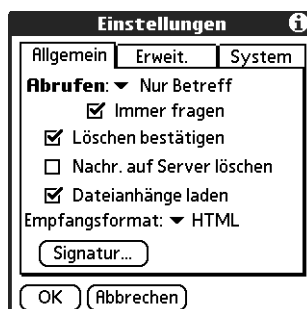 Einstellungen i
Allgemein Erweit. System
Abrufen: Nur Betreff
Immer fragen
Löschen bestätigen
Nachr. auf Server löschen
Dateianhänge laden
Empfangsformat: HTML
Signatur...
OK Abbrechen